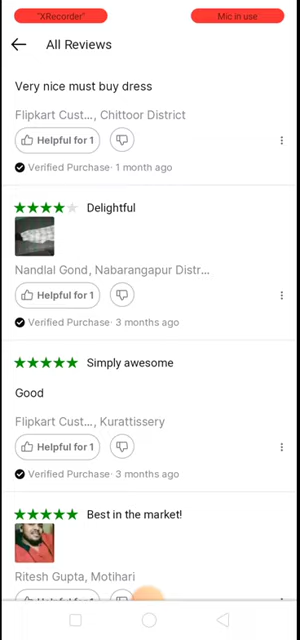 "XRecorder"
Mic in use
All Reviews
Very nice must buy dress
Flipkart Cust..., Chittoor District
Helpful for 1
Verified Purchase · 1 month ago
Delightful
Nandlal Gond, Nabarangapur Distr...
Helpful for 1
Verified Purchase · 3 months ago
Simply awesome
Good
Flipkart Cust..., Kurattissery
Helpful for 1
Verified Purchase · 3 months ago
Best in the market!
Ritesh Gupta, Motihari
Helpful for 1